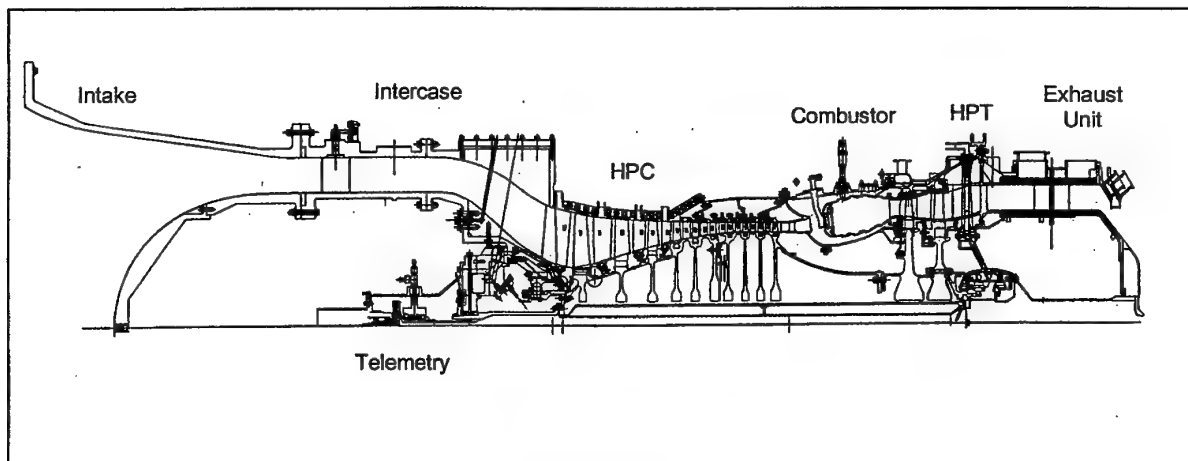 Intake
Intercase
Combustor
HPT
Exhaust
Unit
HPC
Telemetry